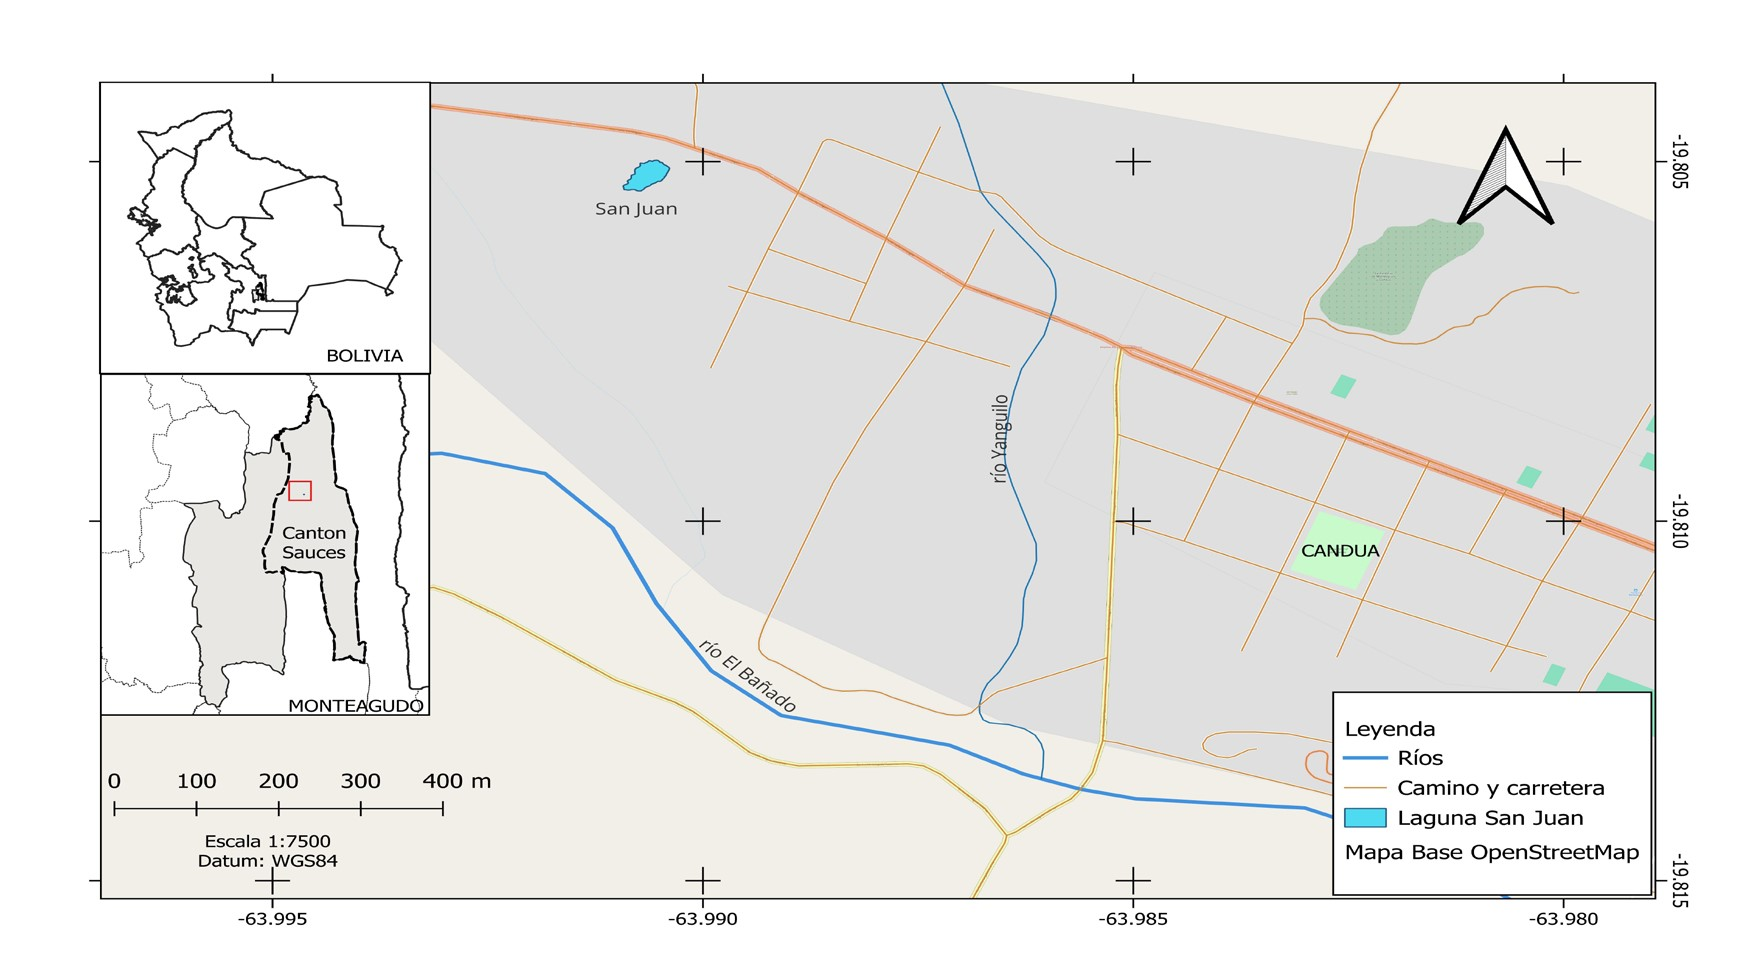 BOLIVIA
Canton
Sauces
MONTEAGUDO
San Juan
río Yanguilo
río El Bañado
CANDUA
0 100 200 300 400 m
Escala 1:7500
Datum: WGS84
Leyenda
Ríos
Camino y carretera
Laguna San Juan
Mapa Base OpenStreetMap
-19.805
-19.810
-19.815
-63.995 -63.990 -63.985 -63.980